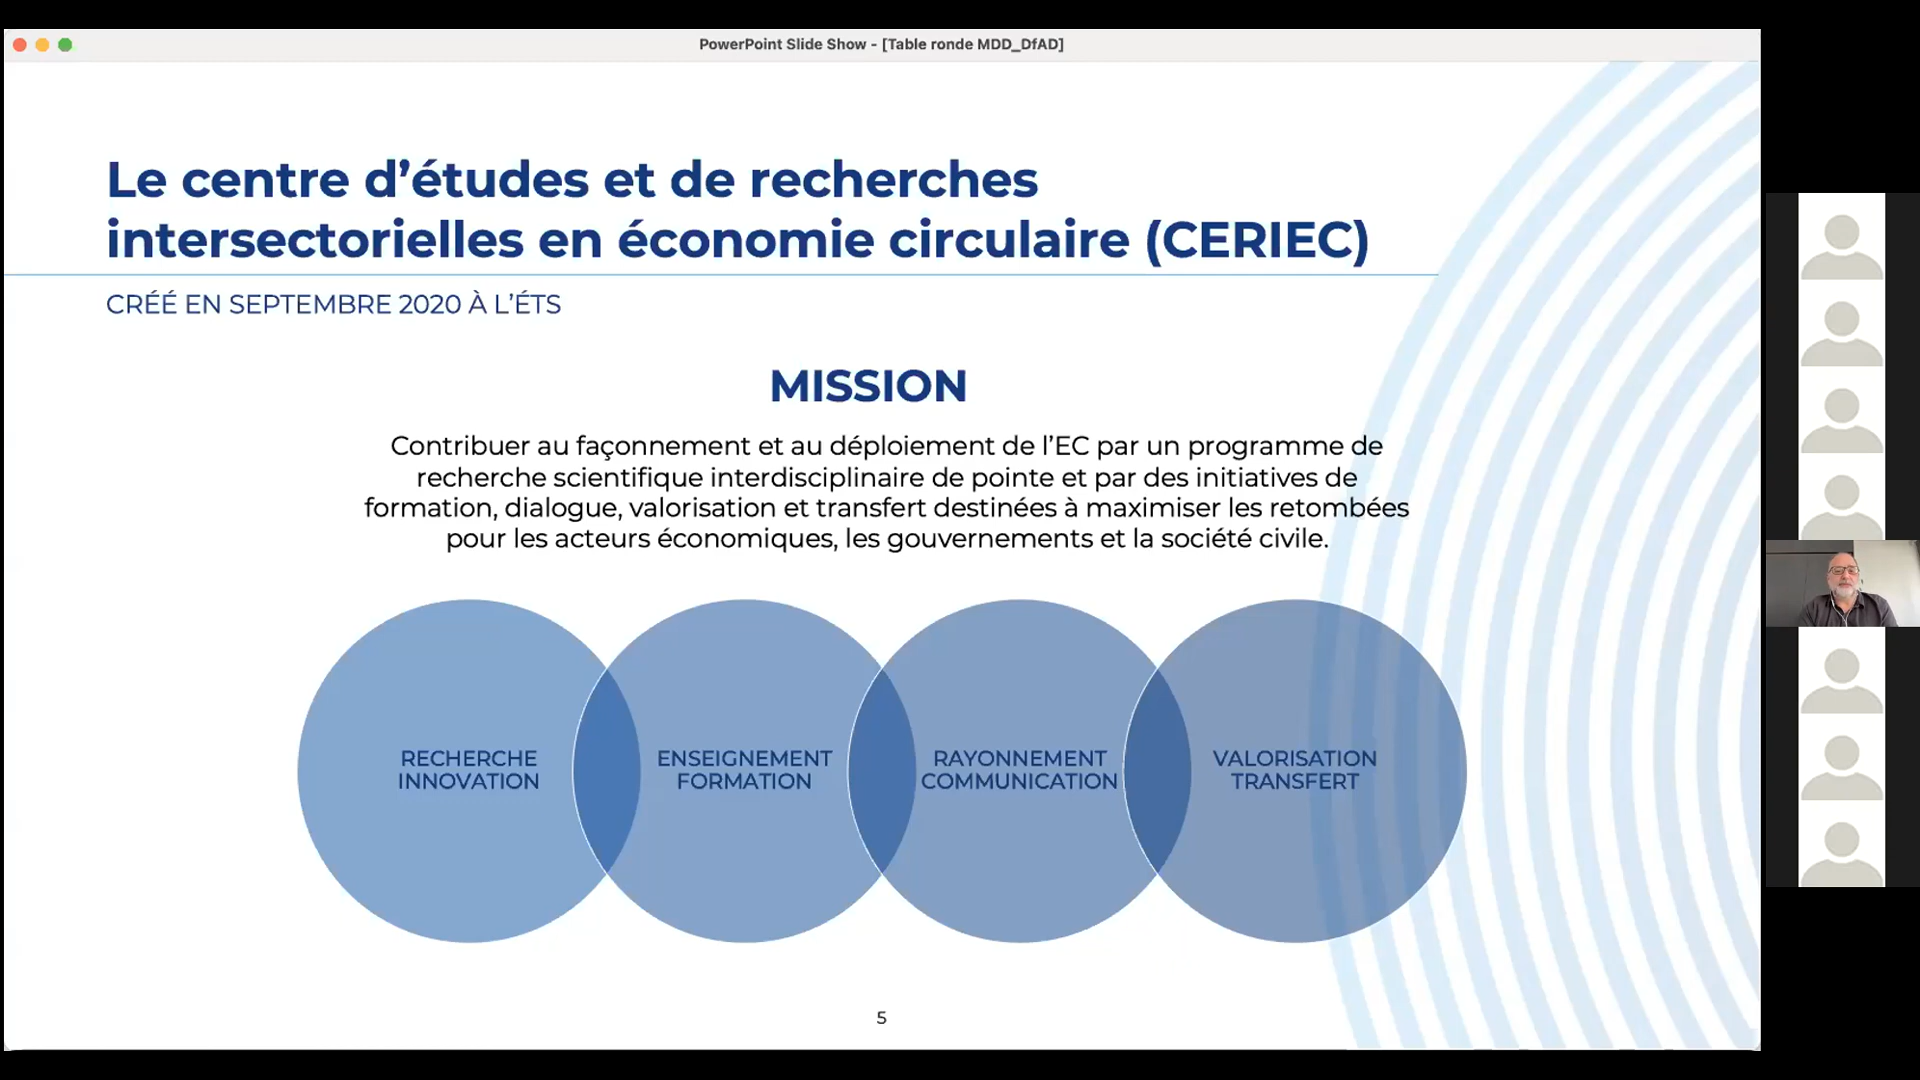 PowerPoint Slide Show - [Table ronde MDD_DfAD]
Le centre d’études et de recherches
intersectorielles en économie circulaire (CERIEC)
CRÉÉ EN SEPTEMBRE 2020 À L’ÉTS
MISSION
Contribuer au façonnement et au déploiement de l’EC par un programme de
recherche scientifique interdisciplinaire de pointe et par des initiatives de
formation, dialogue, valorisation et transfert destinées à maximiser les retombées
pour les acteurs économiques, les gouvernements et la société civile.
RECHERCHE
INNOVATION
ENSEIGNEMENT
FORMATION
RAYONNEMENT
COMMUNICATION
VALORISATION
TRANSFERT
5